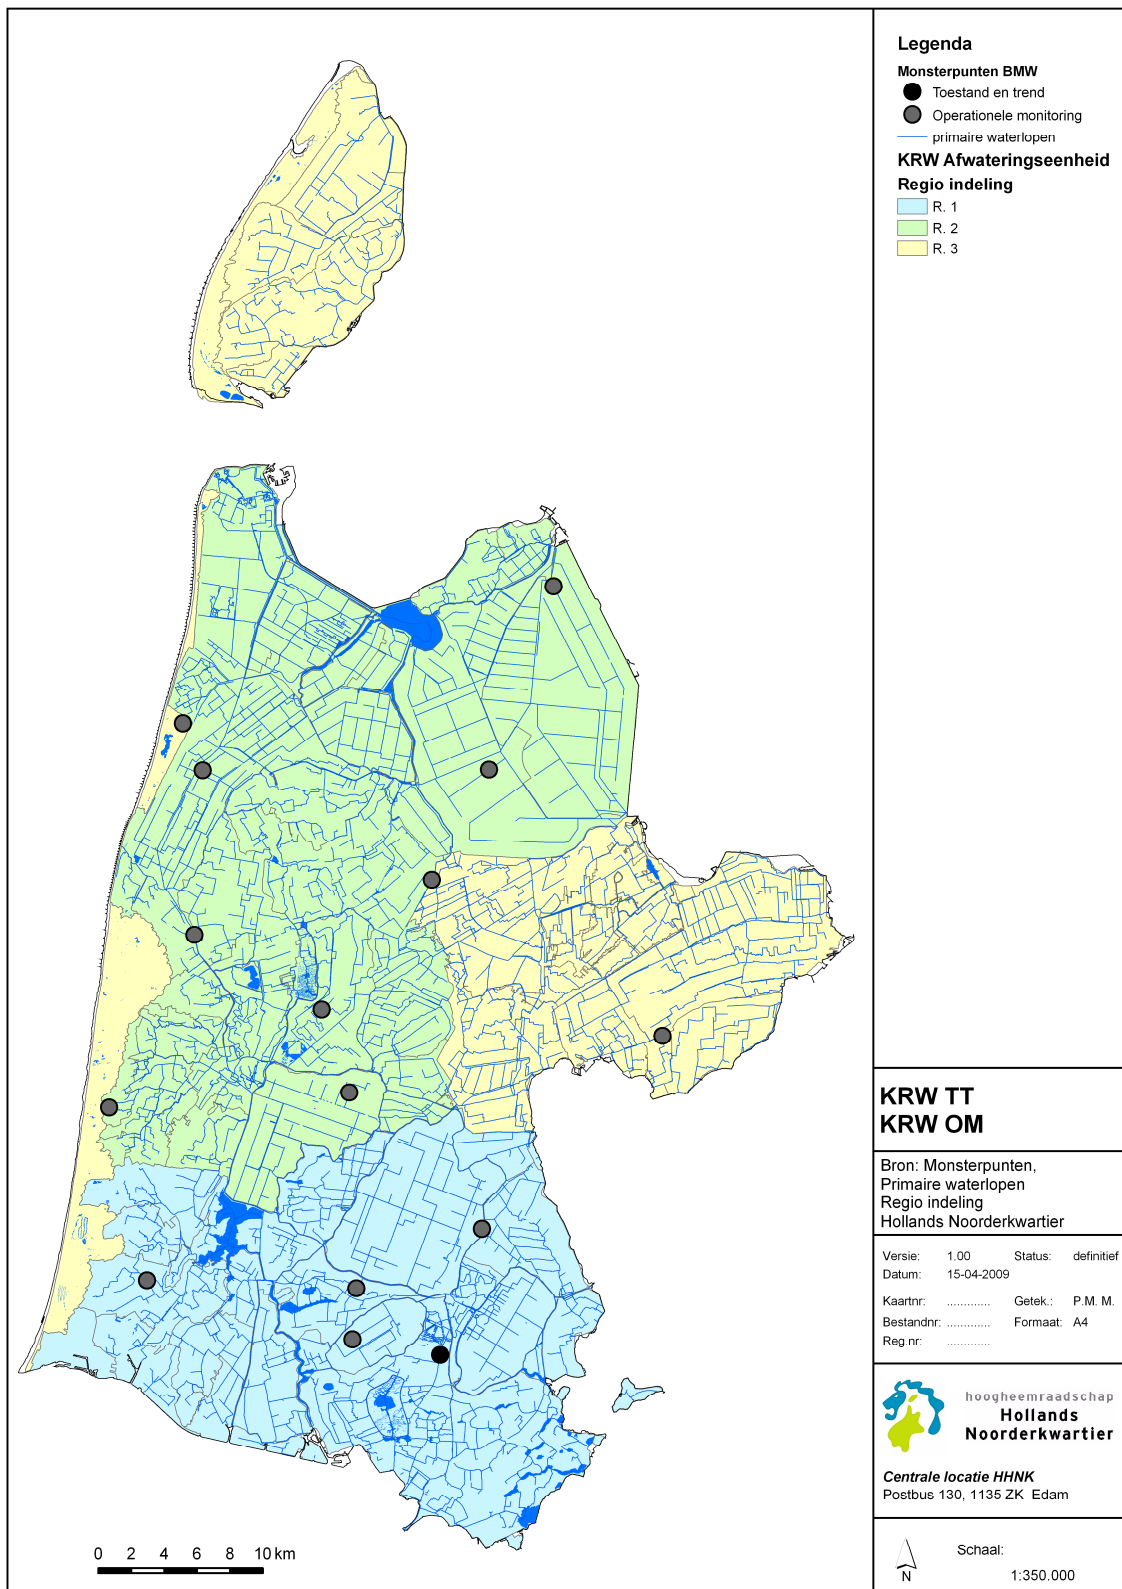 Legenda
Monsterpunten BMW
Toestand en trend
Operationele monitoring
primaire waterlopen
KRW Afwateringseenheid
Regio indeling
R. 1
R. 2
R. 3
KRW TT
KRW OM
Bron: Monsterpunten,
Primaire waterlopen
Regio indeling
Hollands Noorderkwartier
Versie: 1.00 Status: definitief
Datum: 15-04-2009
Kaartnr: ............. Getek.: P.M. M.
Bestandnr: ............. Formaat: A4
Reg.nr: .............
hoogheemraadschap
Hollands
Noorderkwartier
Centrale locatie HHNK
Postbus 130, 1135 ZK Edam
N
Schaal:
1:350.000
0 2 4 6 8 10 km